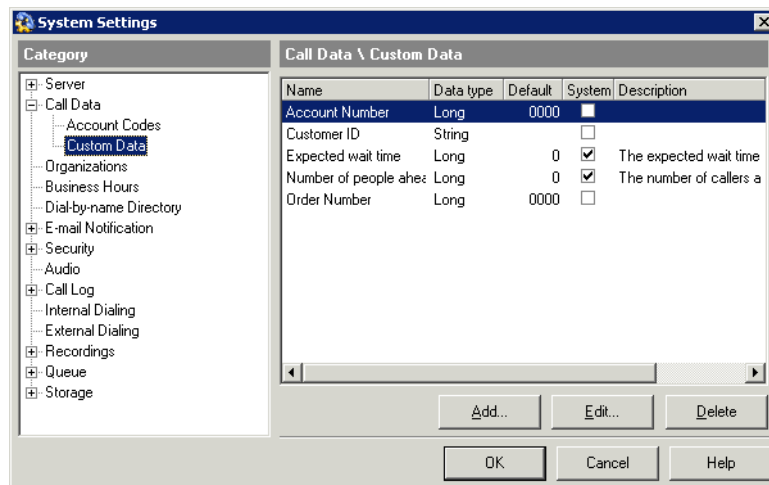 System Settings
Category
Call Data \ Custom Data
Server
Call Data
Account Codes
Custom Data
Organizations
Business Hours
Dial-by-name Directory
E-mail Notification
Security
Audio
Call Log
Internal Dialing
External Dialing
Recordings
Queue
Storage
Name Data type Default System Description
Account Number Long 0000
Customer ID String
Expected wait time Long 0 The expected wait time
Number of people ahea Long 0 The number of callers a
Order Number Long 0000
Add... Edit... Delete
OK Cancel Help